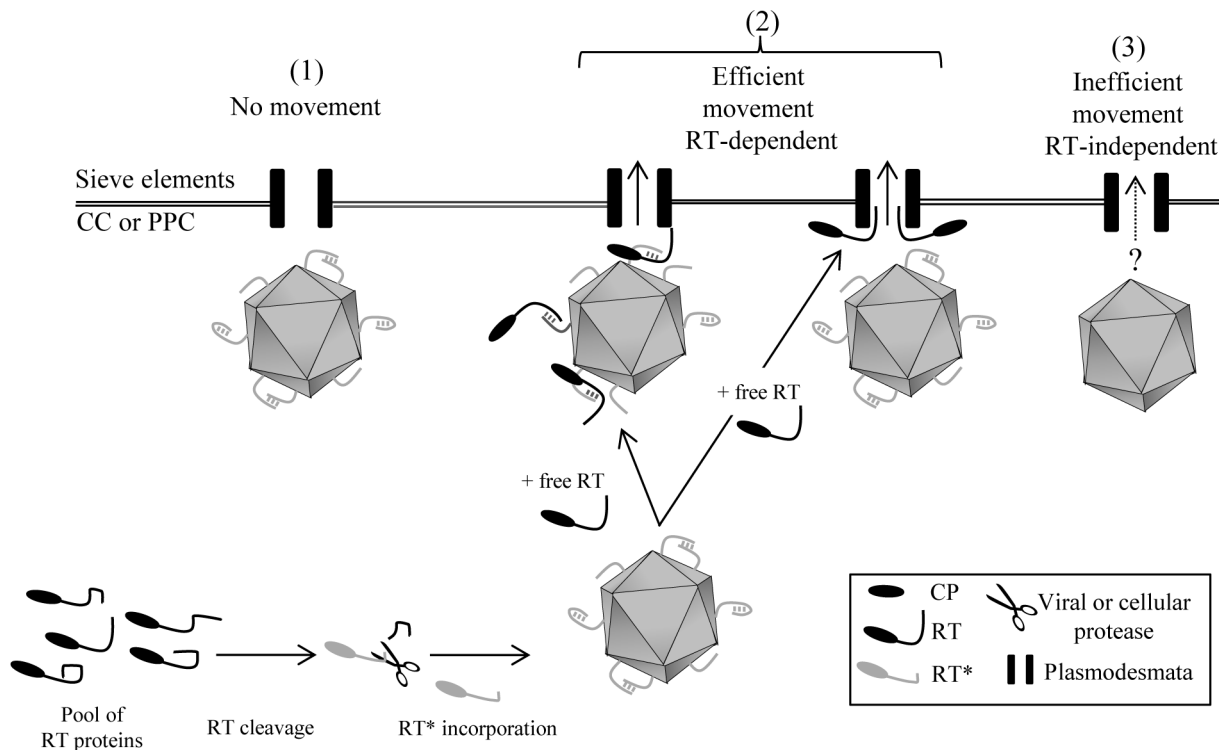 (1)
No movement
(2)
Efficient
movement
RT-dependent
(3)
Inefficient
movement
RT-independent
Sieve elements
CC or PPC
?
+ free RT
+ free RT
Pool of
RT proteins
RT cleavage
RT* incorporation
CP
RT
RT*
Viral or cellular
protease
Plasmodesmata